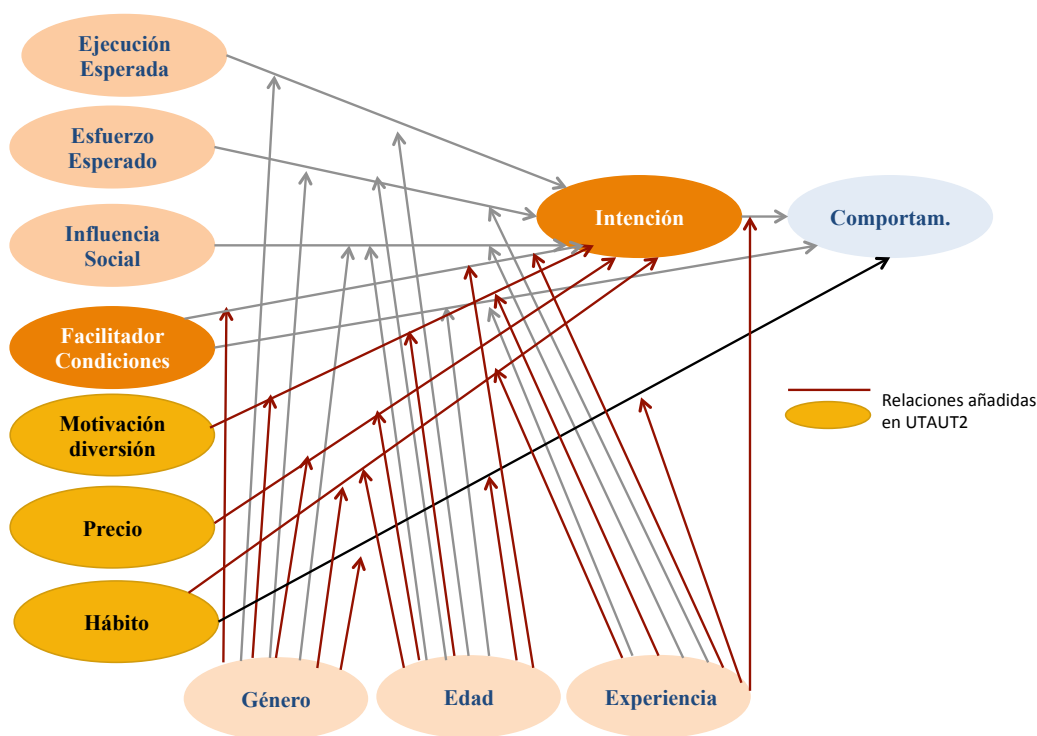 Ejecución
Esperada
Esfuerzo
Esperado
Influencia
Social
Facilitador
Condiciones
Motivación
diversión
Precio
Hábito
Intención
Comportam.
Relaciones añadidas
en UTAUT2
Género
Edad
Experiencia